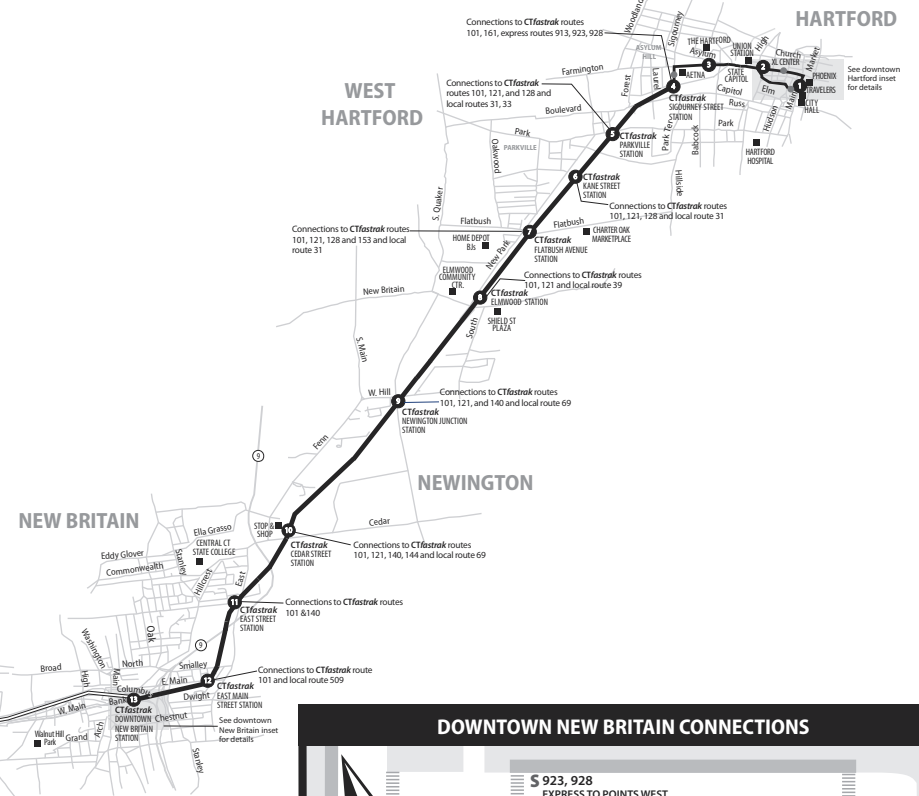 HARTFORD
Woodland
Sigourney
Connections to CTfastrak routes
101, 161, express routes 913, 923, 928
ASYLUM
HILL
THE HARTFORD
Asylum
UNION
STATION
High
Church
XL CENTER
Market
3
2
1
4
AETNA
STATE
CAPITOL
PHOENIX
TRAVELERS
CITY
HALL
Elm
Main
See downtown
Hartford inset
for details
Farmington
Forest
Laurel
CTfastrak
SIGOURNEY STREET
STATION
Capitol
Russ
Park
Hudson
HARTFORD
HOSPITAL
WEST
HARTFORD
Connections to CTfastrak
routes 101, 121, and 128 and
local routes 31, 33
Boulevard
Park
PARKVILLE
Oakwood
5
CTfastrak
PARKVILLE
STATION
Park Ter
Babcock
Hillside
6
CTfastrak
KANE STREET
STATION
Connections to CTfastrak routes
101, 121, 128 and local route 31
S. Quaker
Flatbush
Flatbush
Connections to CTfastrak routes
101, 121, 128 and 153 and local
route 31
HOME DEPOT
BJs
7
CTfastrak
FLATBUSH AVENUE
STATION
CHARTER OAK
MARKETPLACE
New Park
ELMWOOD
COMMUNITY
CTR.
Connections to CTfastrak routes
101, 121 and local route 39
New Britain
8
CTfastrak
ELMWOOD STATION
SHIELD ST
PLAZA
South
S. Main
W. Hill
9
Connections to CTfastrak routes
101, 121, and 140 and local route 69
CTfastrak
NEWINGTON JUNCTION
STATION
Fenn
9
NEWINGTON
NEW BRITAIN
Ella Grasso
STOP &
SHOP
10
Cedar
CTfastrak
CEDAR STREET
STATION
Connections to CTfastrak routes
101, 121, 140, 144 and local route 69
CENTRAL CT
STATE COLLEGE
Eddy Glover
Commonwealth
Stanley
Hillcrest
East
11
Connections to CTfastrak routes
101 &140
CTfastrak
EAST STREET
STATION
Washington
Oak
9
Broad
High
Main
North
Smalley
E. Main
12
Connections to CTfastrak route
101 and local route 509
CTfastrak
EAST MAIN
STREET STATION
Columbus
Bank
13
Dwight
W. Main
CTfastrak
DOWNTOWN
NEW BRITAIN
STATION
Chestnut
See downtown
New Britain inset
for details
Walnut Hill
Park
Grand
Arch
Stanley
DOWNTOWN NEW BRITAIN CONNECTIONS
S 923, 928
EXPRESS TO POINTS WEST